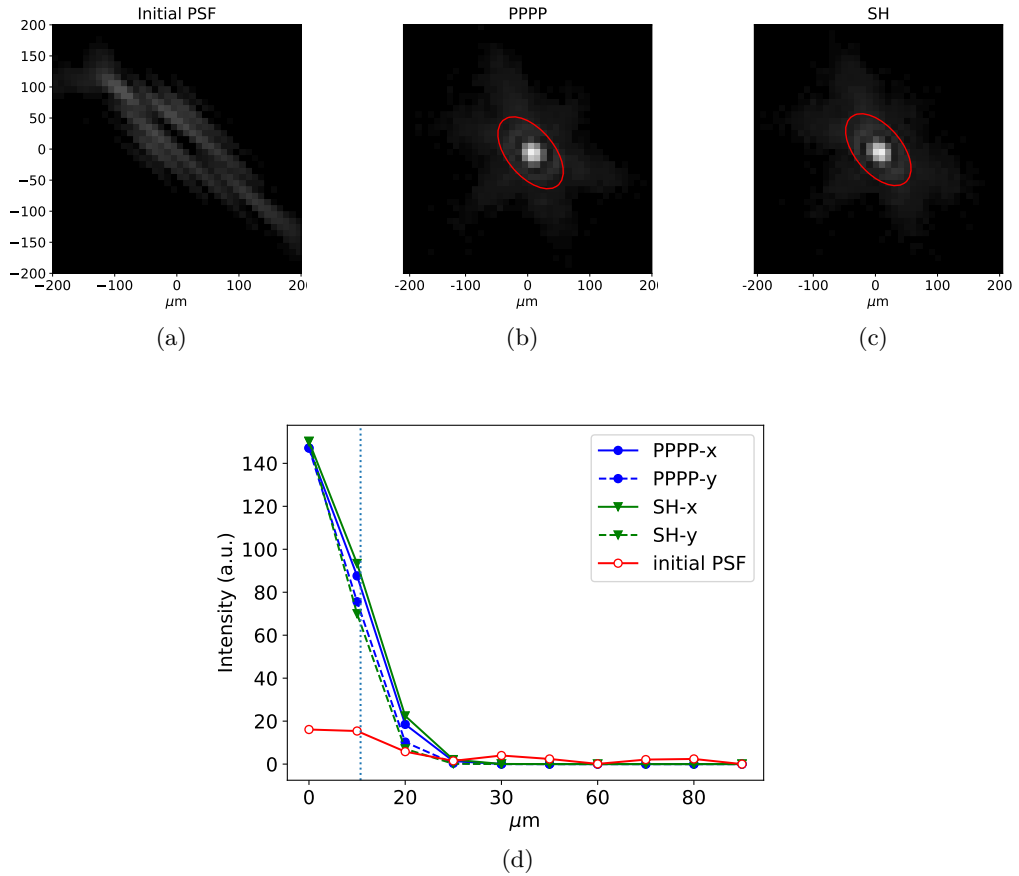 Initial PSF
200
150
100
50
0
−50
−100
−150
−200
−200 −100 0 100 20
μm
(a)
PPPP
-200 -100 0 100 200
μm
(b)
SH
-200 -100 0 100 200
μm
(c)
140
120
100
80
60
40
20
0
Intensity (a.u.)
0 20 40 60 80
μm
PPPP-x
PPPP-y
SH-x
SH-y
initial PSF
(d)